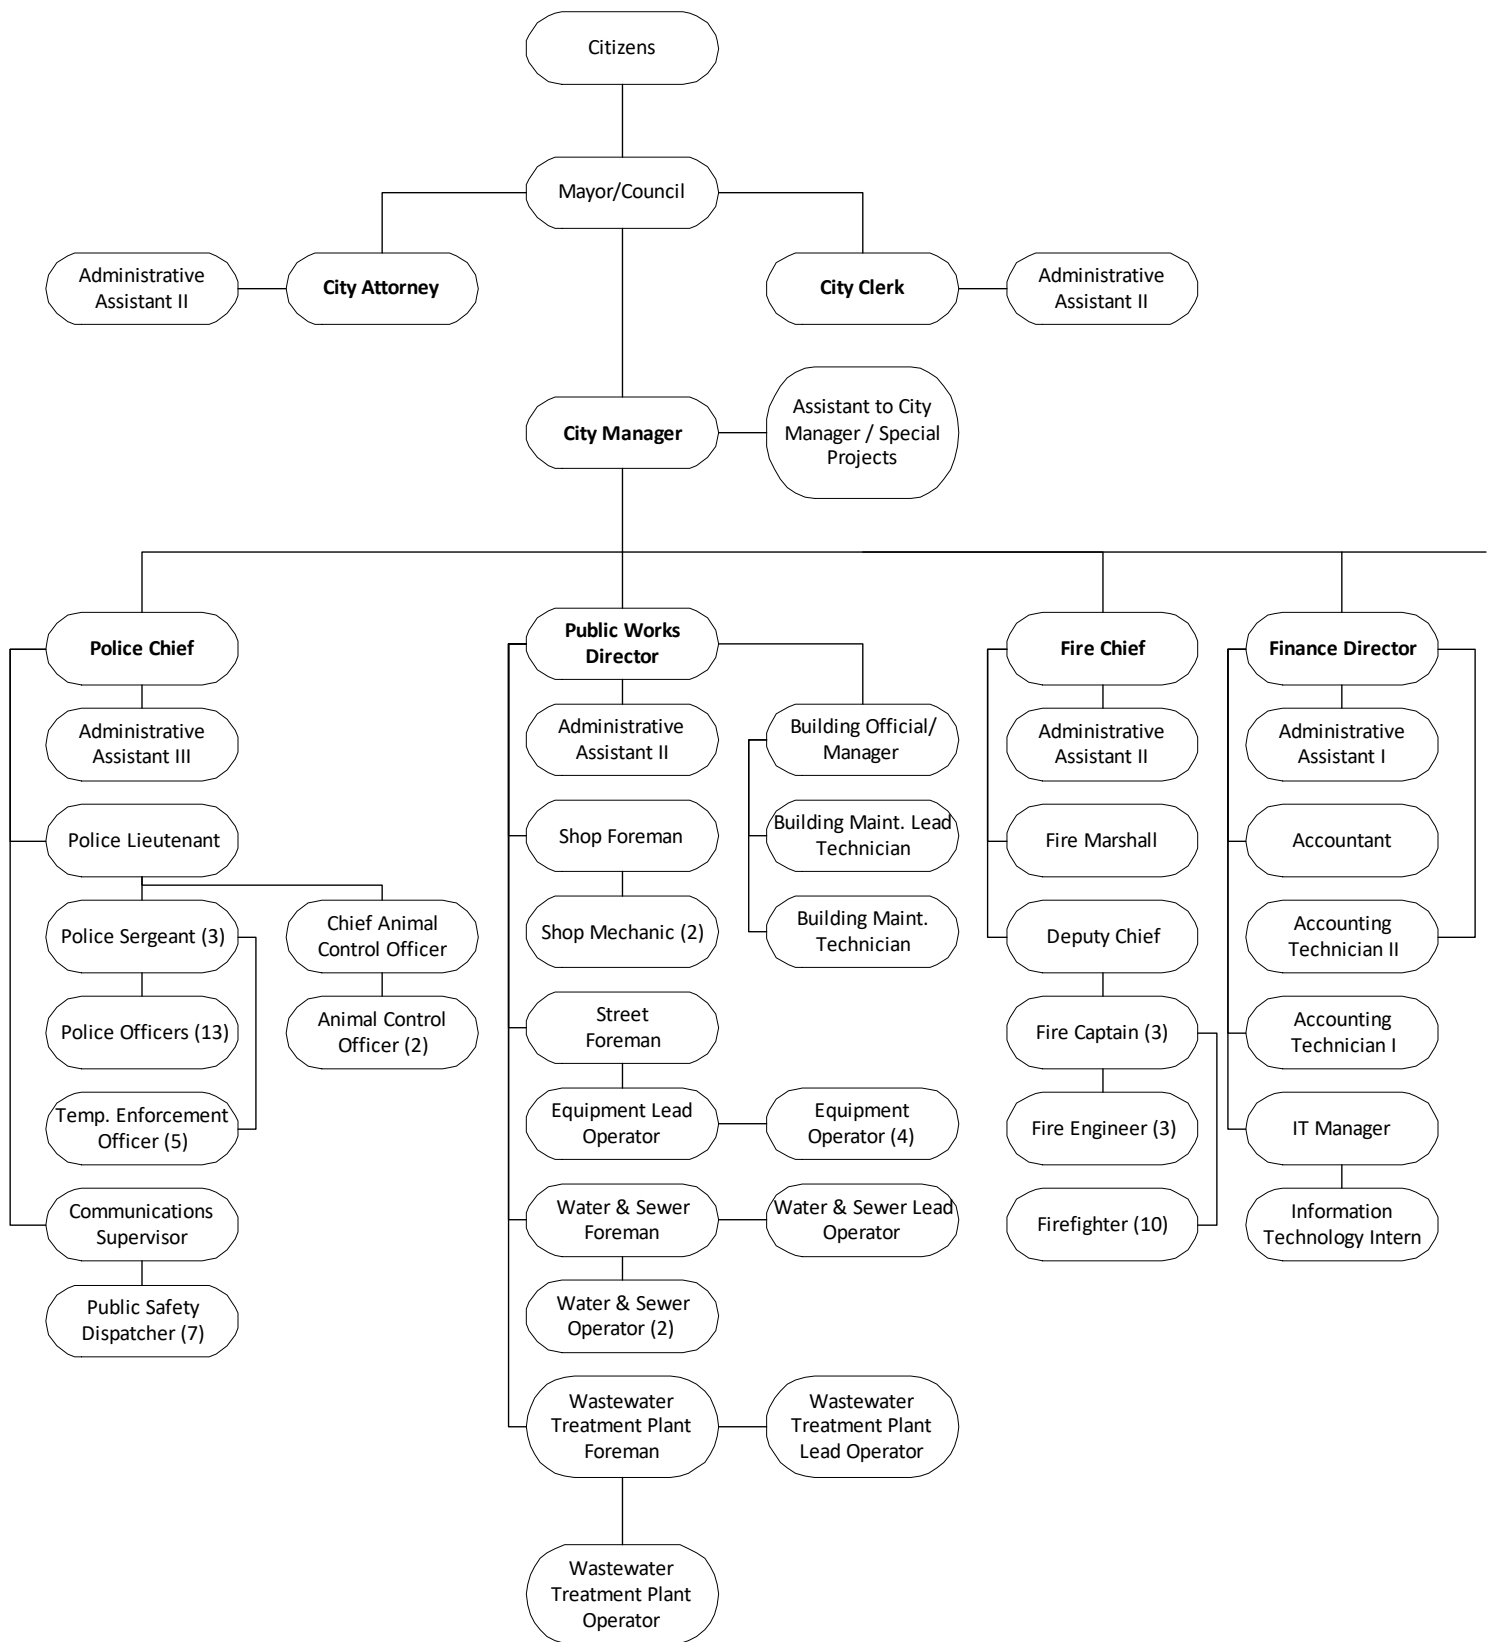 Citizens
Mayor/Council
Administrative
Assistant II
City Attorney
City Clerk
Administrative
Assistant II
City Manager
Assistant to City
Manager / Special
Projects
Police Chief
Administrative
Assistant III
Police Lieutenant
Police Sergeant (3)
Chief Animal
Control Officer
Police Officers (13)
Animal Control
Officer (2)
Temp. Enforcement
Officer (5)
Communications
Supervisor
Public Safety
Dispatcher (7)
Public Works
Director
Administrative
Assistant II
Building Official/
Manager
Shop Foreman
Building Maint. Lead
Technician
Shop Mechanic (2)
Building Maint.
Technician
Street
Foreman
Equipment Lead
Operator
Equipment
Operator (4)
Water & Sewer
Foreman
Water & Sewer Lead
Operator
Water & Sewer
Operator (2)
Wastewater
Treatment Plant
Foreman
Wastewater
Treatment Plant
Lead Operator
Wastewater
Treatment Plant
Operator
Fire Chief
Administrative
Assistant II
Fire Marshall
Deputy Chief
Fire Captain (3)
Fire Engineer (3)
Firefighter (10)
Finance Director
Administrative
Assistant I
Accountant
Accounting
Technician II
Accounting
Technician I
IT Manager
Information
Technology Intern